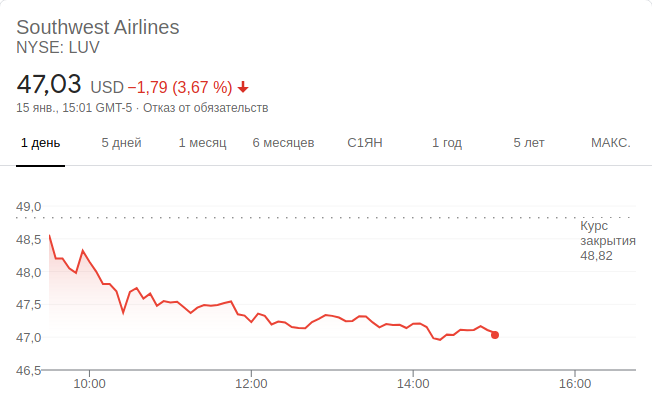 Southwest Airlines
NYSE: LUV
47,03 USD −1,79 (3,67 %)
15 янв., 15:01 GMT-5 · Отказ от обязательств
1 день 5 дней 1 месяц 6 месяцев С1ЯН 1 год 5 лет МАКС.
49,0
Курс
закрытия
48,82
48,5
48,0
47,5
47,0
46,5
10:00 12:00 14:00 16:00